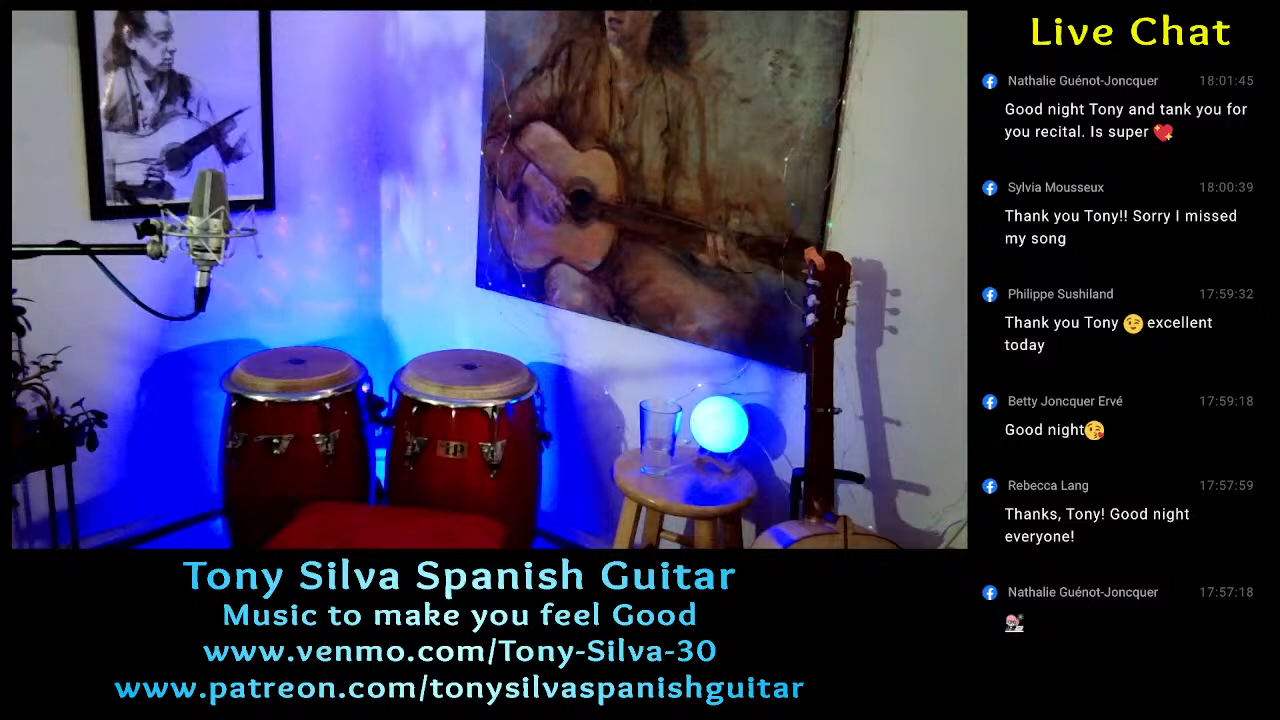 Live Chat
Nathalie Guénot-Joncquer 18:01:45
Good night Tony and tank you for
you recital. Is super 💖
Sylvia Mousseux 18:00:39
Thank you Tony!! Sorry I missed
my song
Philippe Sushiland 17:59:32
Thank you Tony 😉 excellent
today
Betty Joncquer Ervé 17:59:18
Good night😘
Rebecca Lang 17:57:59
Thanks, Tony! Good night
everyone!
Nathalie Guénot-Joncquer 17:57:18
LP
Tony Silva Spanish Guitar
Music to make you feel Good
www.venmo.com/Tony-Silva-30
www.patreon.com/tonysilvaspanishguitar